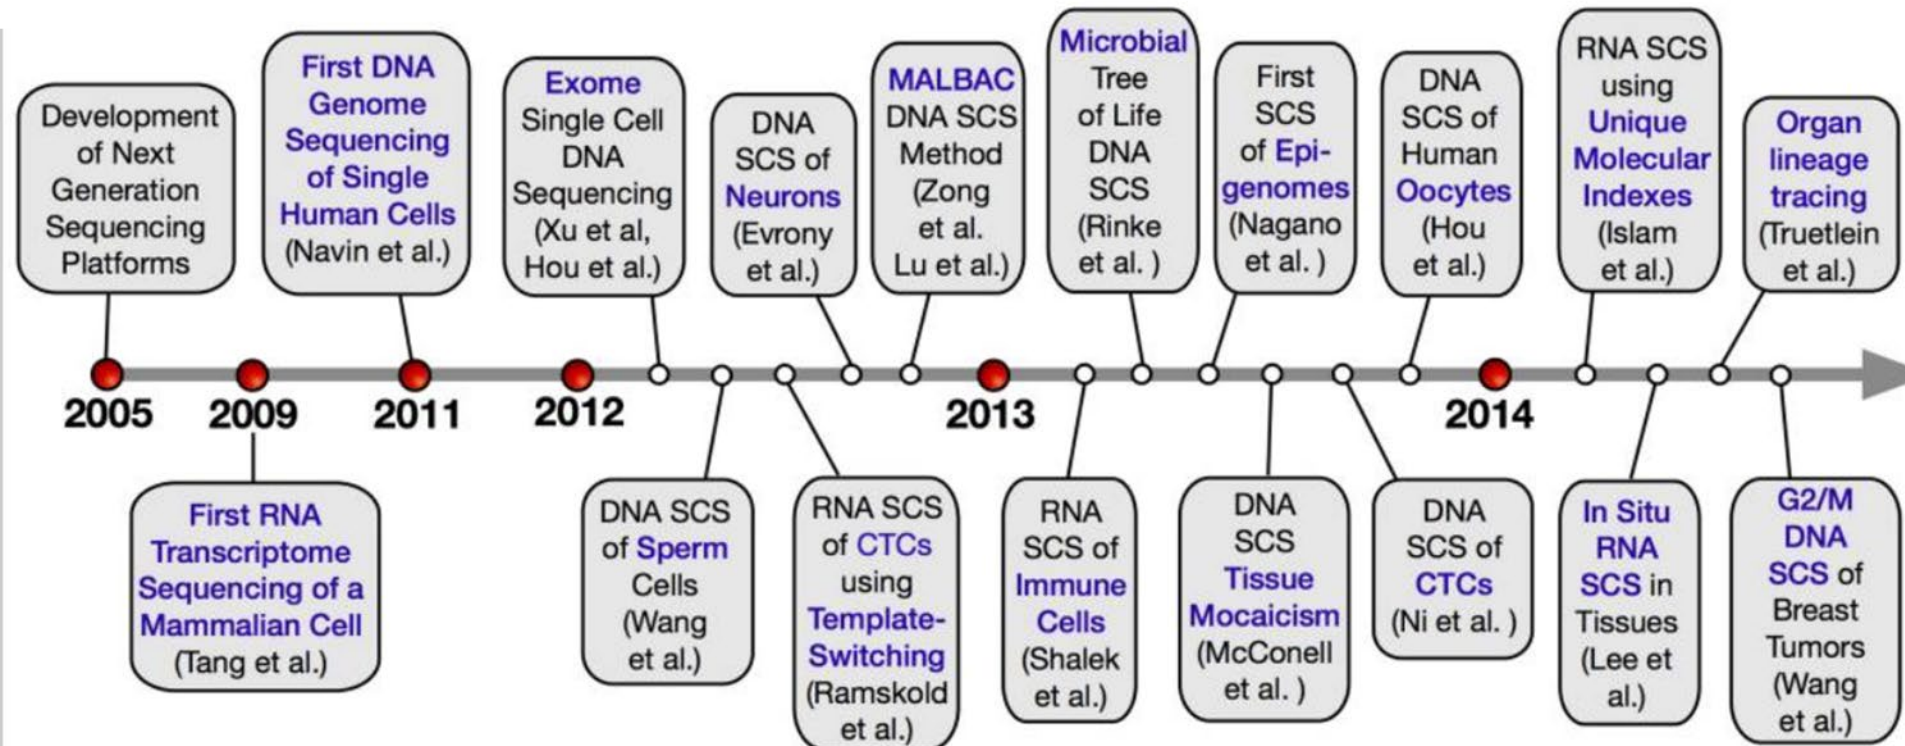 Development
of Next
Generation
Sequencing
Platforms
First DNA
Genome
Sequencing
of Single
Human Cells
(Navin et al.)
Exome
Single Cell
DNA
Sequencing
(Xu et al,
Hou et al.)
DNA
SCS of
Neurons
(Evrony
et al.)
MALBAC
DNA SCS
Method
(Zong
et al.
Lu et al.)
Microbial
Tree
of Life
DNA
SCS
(Rinke
et al. )
First
SCS
of Epi-
genomes
(Nagano
et al. )
DNA
SCS of
Human
Oocytes
(Hou
et al.)
RNA SCS
using
Unique
Molecular
Indexes
(Islam
et al.)
Organ
lineage
tracing
(Truetlein
et al.)
2005
2009
2011
2012
2013
2014
First RNA
Transcriptome
Sequencing of a
Mammalian Cell
(Tang et al.)
DNA SCS
of Sperm
Cells
(Wang
et al.)
RNA SCS
of CTCs
using
Template-
Switching
(Ramskold
et al.)
RNA
SCS of
Immune
Cells
(Shalek
et al.)
DNA
SCS
Tissue
Mocaicism
(McConell
et al. )
DNA
SCS of
CTCs
(Ni et al. )
In Situ
RNA
SCS in
Tissues
(Lee et
al.)
G2/M
DNA
SCS of
Breast
Tumors
(Wang
et al.)